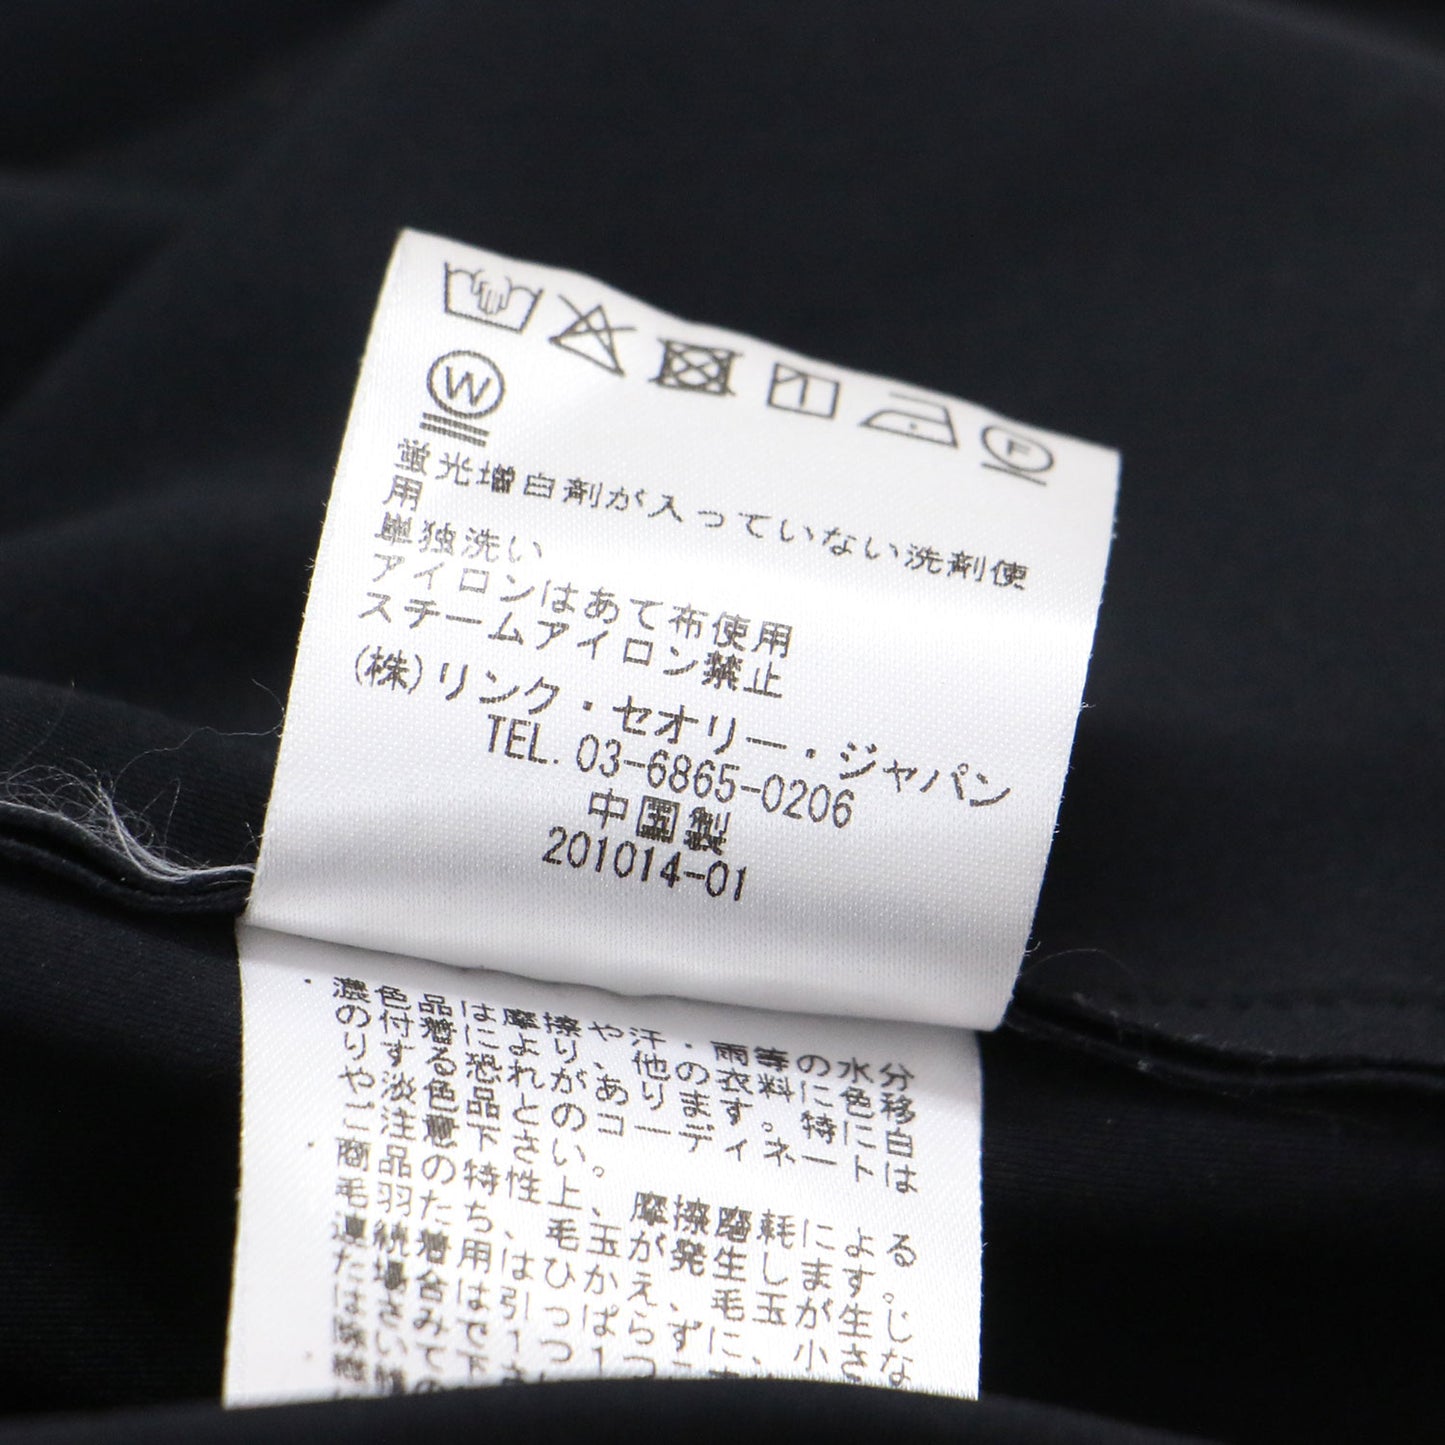 W
F
蛍光増白剤が入っていない洗剤使
用
単独洗い
アイロンはあて布使用
スチームアイロン禁止
(株)リンク・セオリー・ジャパン
TEL. 03-6865-0206
中国製
201014-01
・濃色品は摩擦や汗・雨等の水分
のり付着により、他の衣料に色移
りする恐れがあります。特に白
や淡色品とのコーディネートは
ご注意下さい。
・商品の特性上、摩擦磨耗による
毛羽たち、毛玉が発生します。